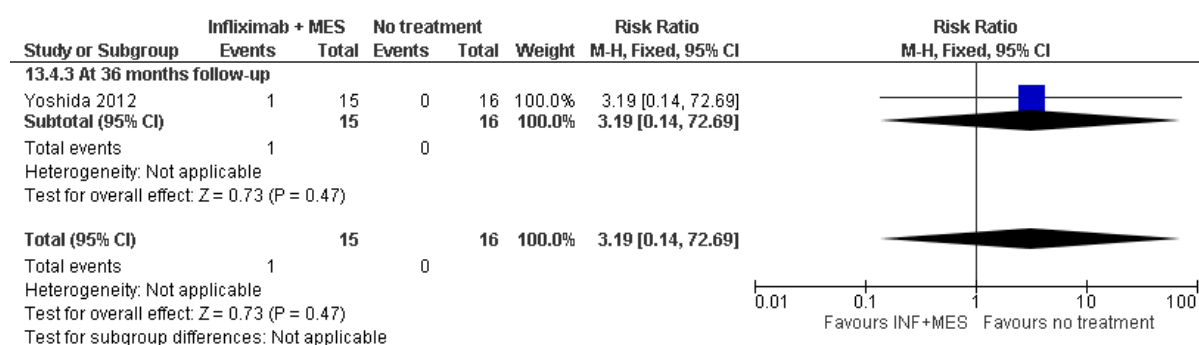 Infliximab + MES No treatment Risk Ratio Risk Ratio
Study or Subgroup Events Total Events Total Weight M-H, Fixed, 95% CI M-H, Fixed, 95% CI
13.4.3 At 36 months follow-up
Yoshida 2012 1 15 0 16 100.0% 3.19 [0.14, 72.69]
Subtotal (95% CI) 15 16 100.0% 3.19 [0.14, 72.69]
Total events 1 0
Heterogeneity: Not applicable
Test for overall effect: Z = 0.73 (P = 0.47)
Total (95% CI) 15 16 100.0% 3.19 [0.14, 72.69]
Total events 1 0
Heterogeneity: Not applicable
Test for overall effect: Z = 0.73 (P = 0.47)
Test for subgroup differences: Not applicable
0.01 0.1 1 10 100
Favours INF+MES Favours no treatment